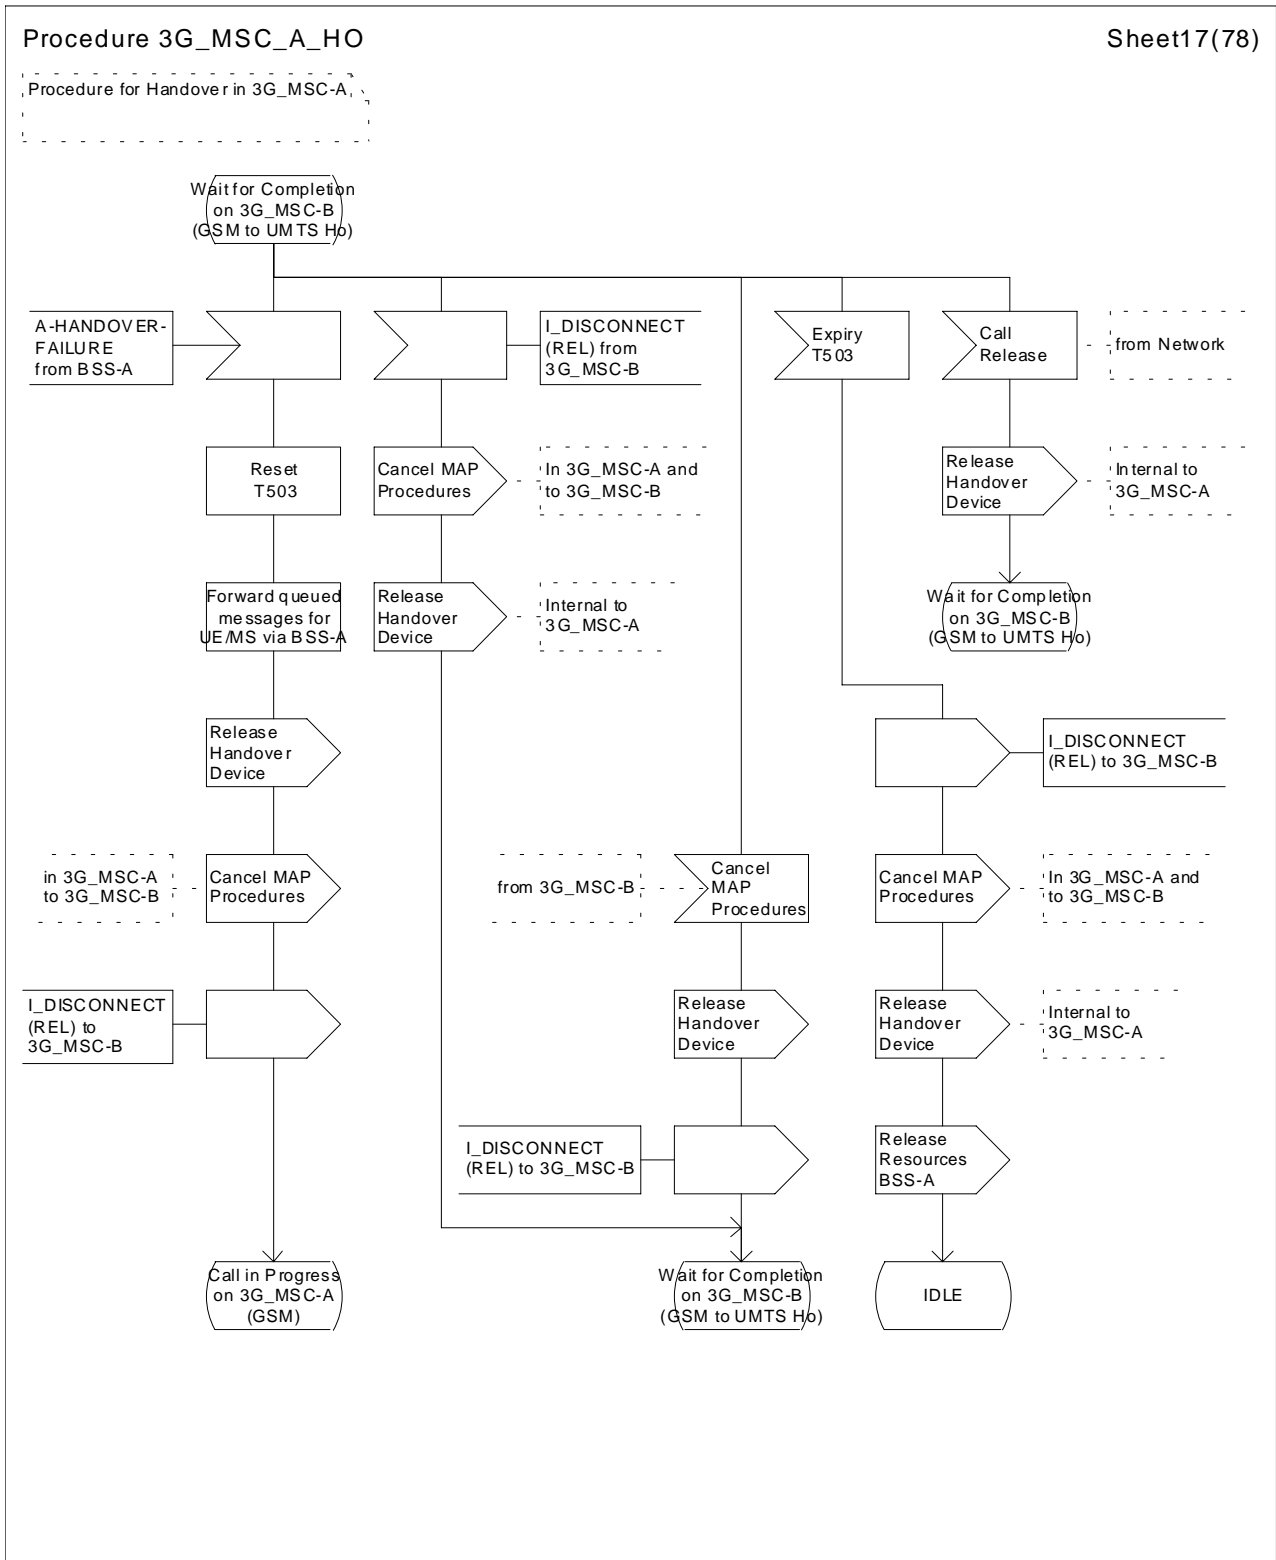 Procedure 3G_MSC_A_HO
Sheet17(78)
Procedure for Handover in 3G_MSC-A
Wait for Completion
on 3G_MSC-B
(GSM to UMTS Ho)
A-HANDOVER-
FAILURE
from BSS-A
I_DISCONNECT
(REL) from
3G_MSC-B
Expiry
T503
Call
Release
from Network
Reset
T503
Cancel MAP
Procedures
In 3G_MSC-A and
to 3G_MSC-B
Release
Handover
Device
Internal to
3G_MSC-A
Forward queued
messages for
UE/MS via BSS-A
Release
Handover
Device
Internal to
3G_MSC-A
Wait for Completion
on 3G_MSC-B
(GSM to UMTS Ho)
Release
Handover
Device
I_DISCONNECT
(REL) to 3G_MSC-B
in 3G_MSC-A
to 3G_MSC-B
Cancel MAP
Procedures
from 3G_MSC-B
Cancel
MAP
Procedures
Cancel MAP
Procedures
In 3G_MSC-A and
to 3G_MSC-B
I_DISCONNECT
(REL) to
3G_MSC-B
Release
Handover
Device
Release
Handover
Device
Internal to
3G_MSC-A
I_DISCONNECT
(REL) to 3G_MSC-B
Release
Resources
BSS-A
Call in Progress
on 3G_MSC-A
(GSM)
Wait for Completion
on 3G_MSC-B
(GSM to UMTS Ho)
IDLE